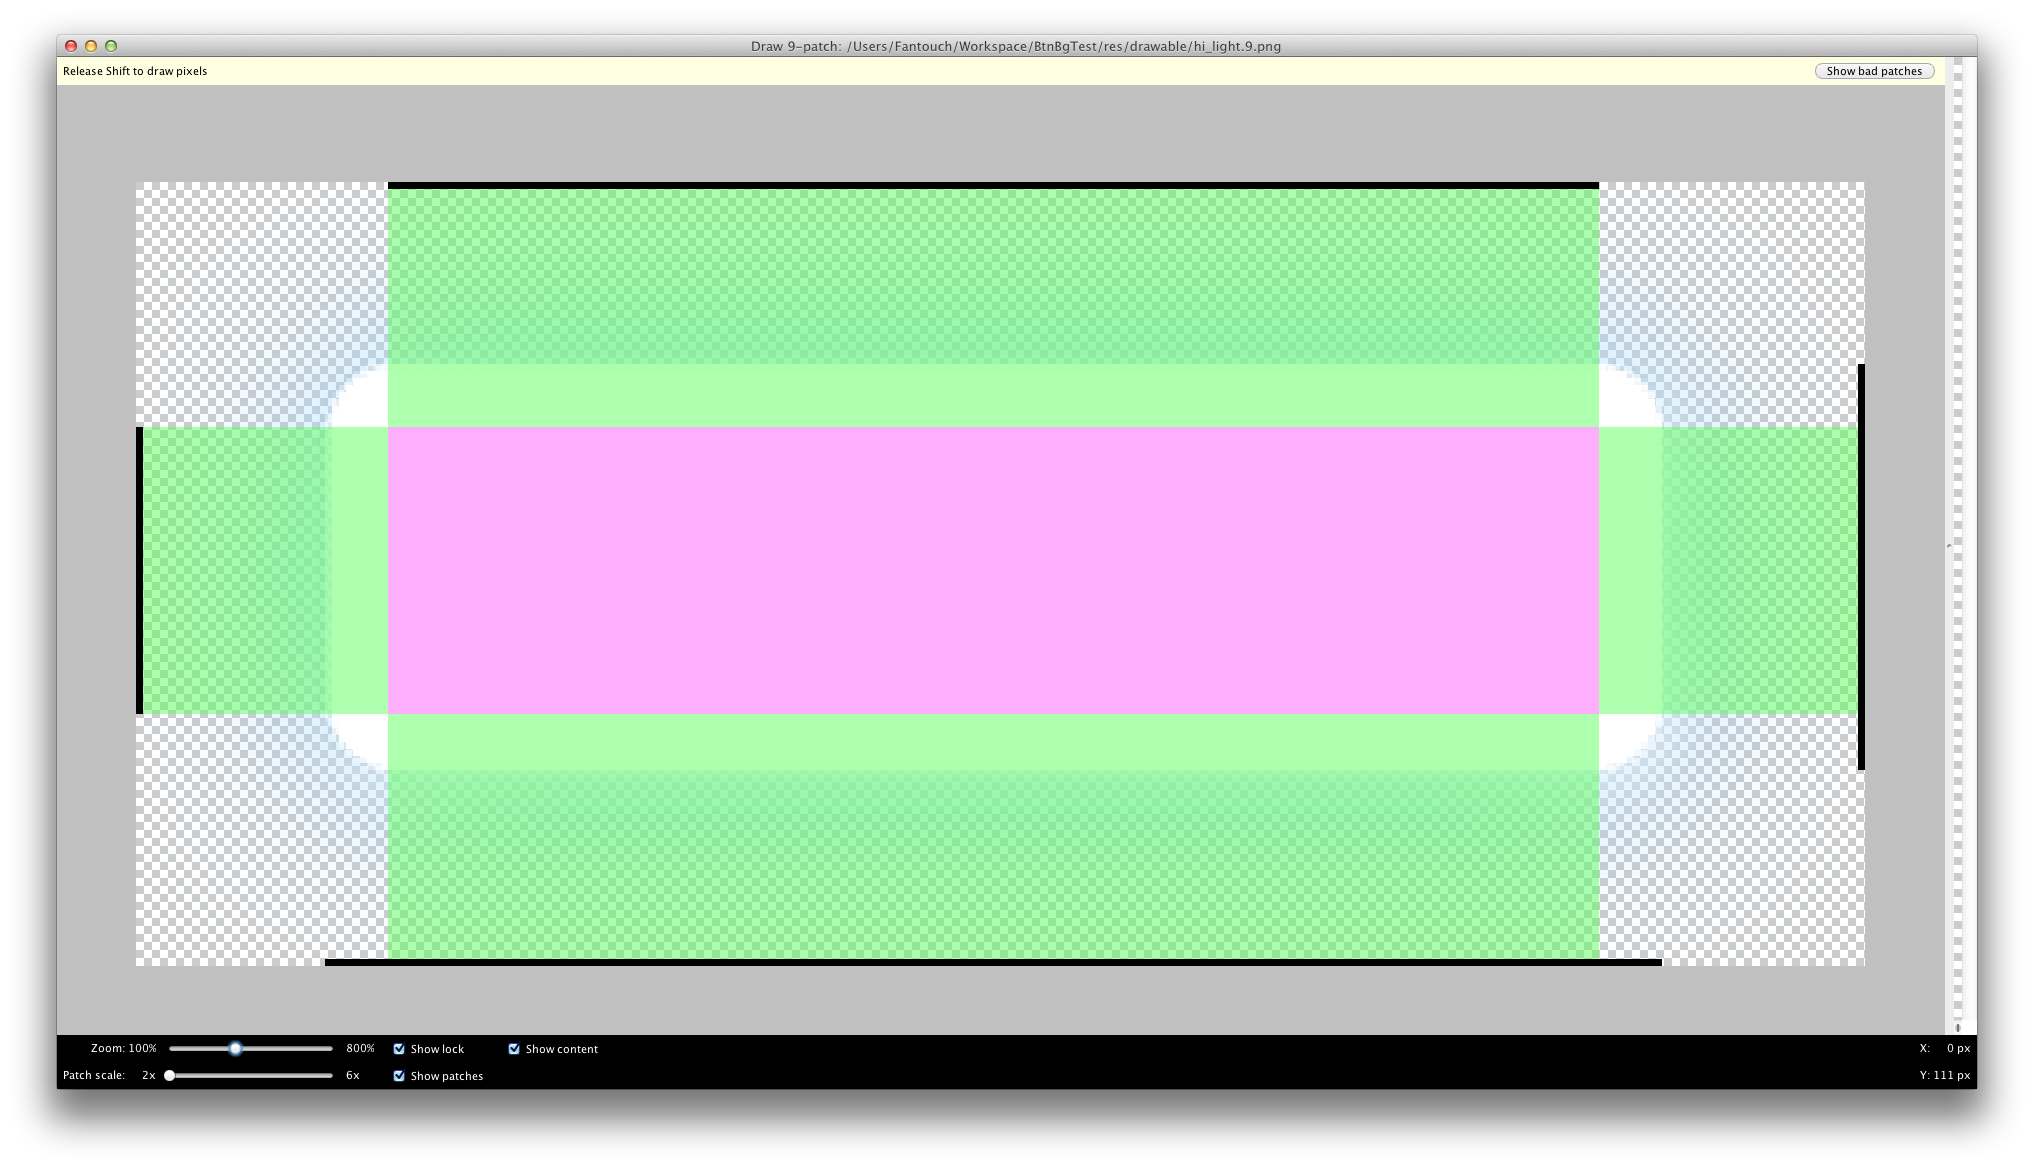 Draw 9-patch: /Users/Fantouch/Workspace/BtnBgTest/res/drawable/hi_light.9.png
Release Shift to draw pixels
Show bad patches
Zoom: 100%
800%
Show lock
Show content
X: 0 px
Patch scale: 2x
6x
Show patches
Y: 111 px